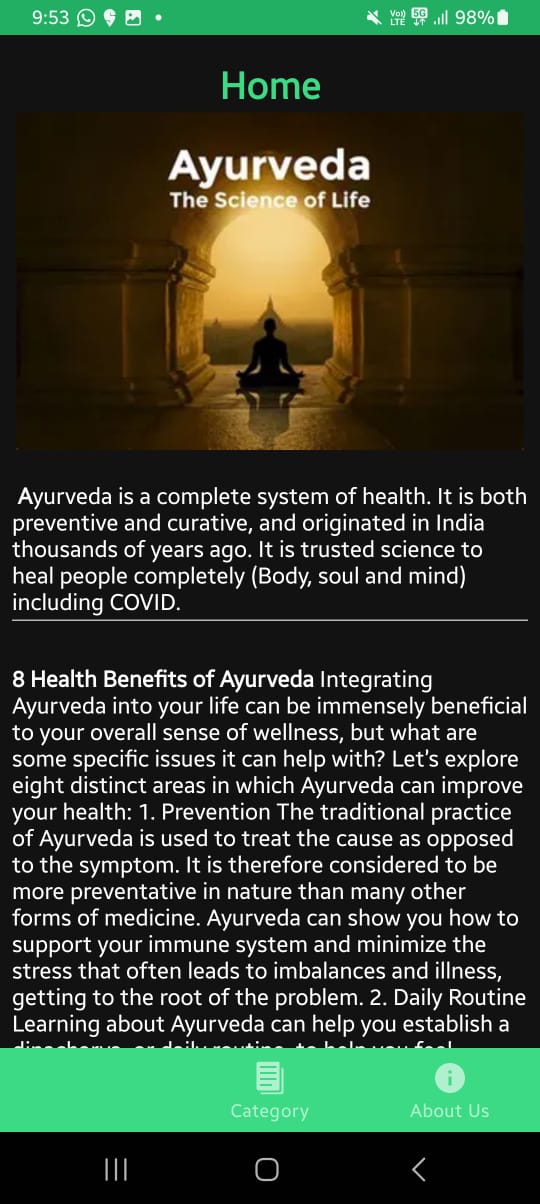 9:53
Vo)) LTE 5G 98%
Home
Ayurveda
The Science of Life
Ayurveda is a complete system of health. It is both
preventive and curative, and originated in India
thousands of years ago. It is trusted science to
heal people completely (Body, soul and mind)
including COVID.
8 Health Benefits of Ayurveda Integrating
Ayurveda into your life can be immensely beneficial
to your overall sense of wellness, but what are
some specific issues it can help with? Let's explore
eight distinct areas in which Ayurveda can improve
your health: 1. Prevention The traditional practice
of Ayurveda is used to treat the cause as opposed
to the symptom. It is therefore considered to be
more preventative in nature than many other
forms of medicine. Ayurveda can show you how to
support your immune system and minimize the
stress that often leads to imbalances and illness,
getting to the root of the problem. 2. Daily Routine
Learning about Ayurveda can help you establish a
Category
About Us